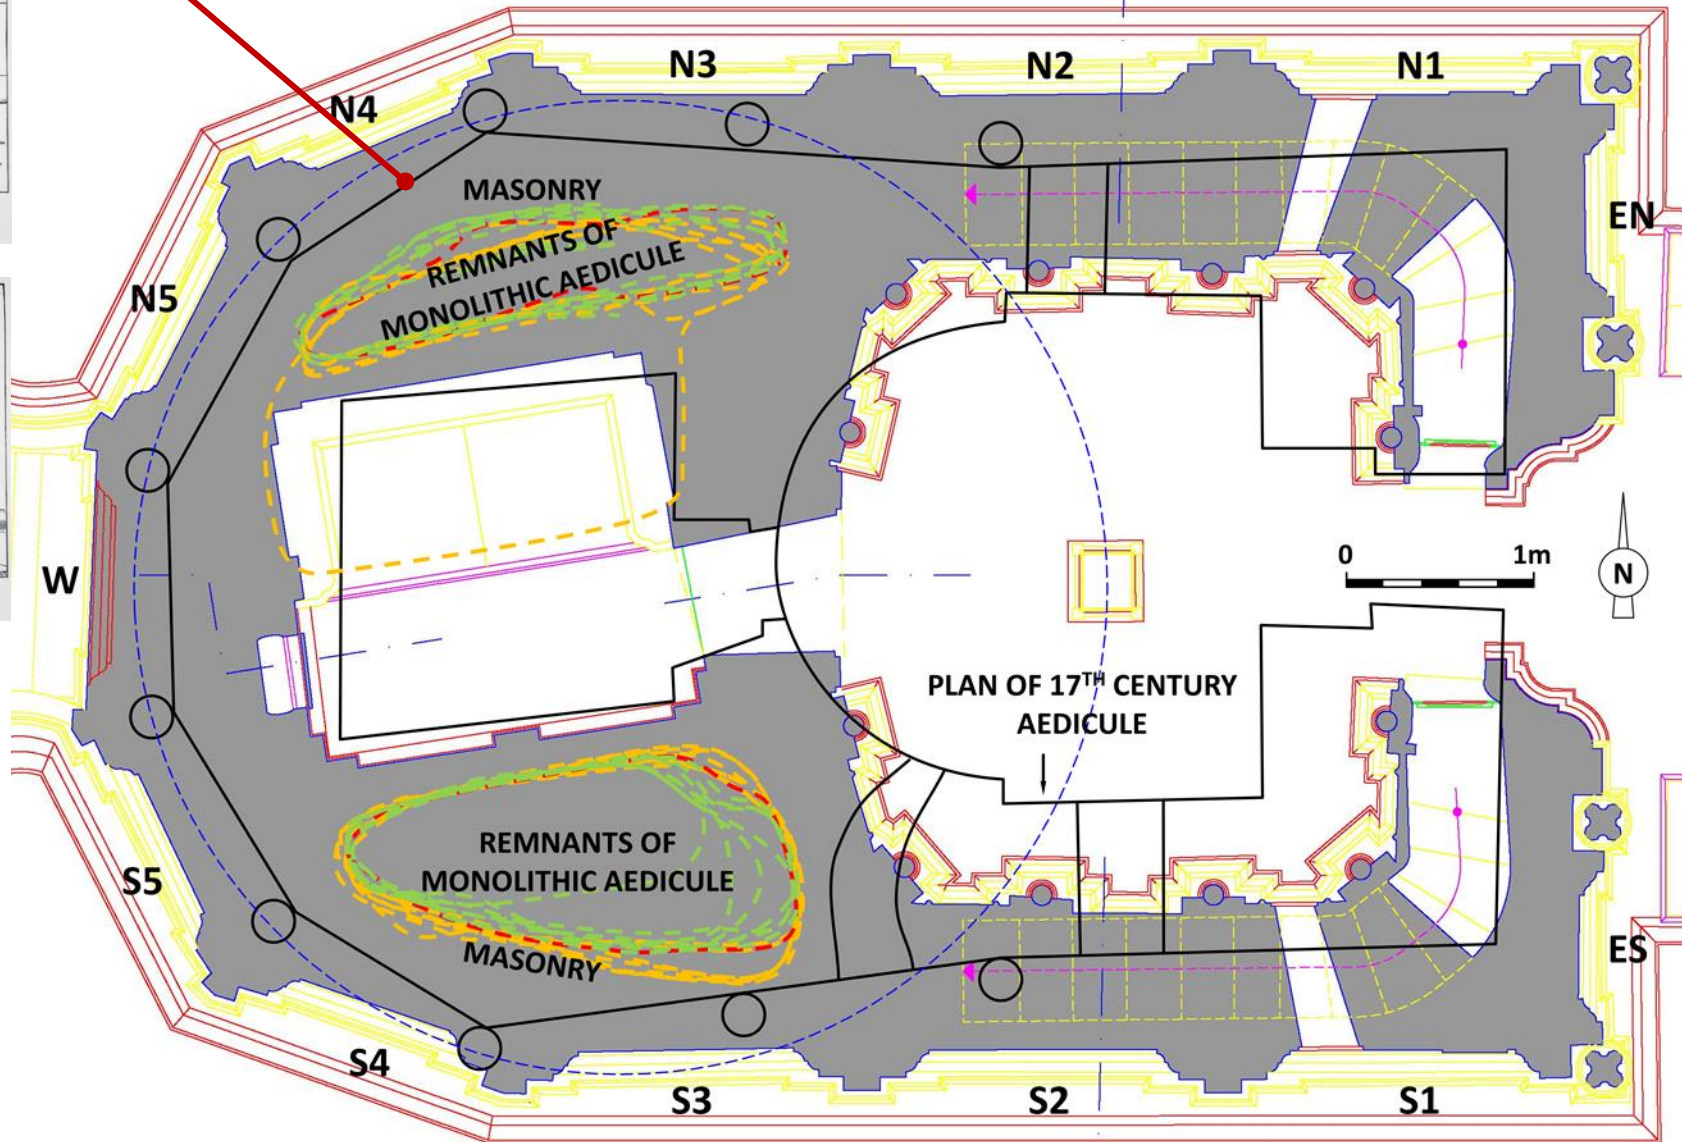 N3
N2
N1
N4
MASONRY
REMNANTS OF
MONOLITHIC AEDICULE
EN
N5
0
1m
N
W
PLAN OF 17TH CENTURY
AEDICULE
REMNANTS OF
MONOLITHIC AEDICULE
S5
MASONRY
ES
S4
S3
S2
S1